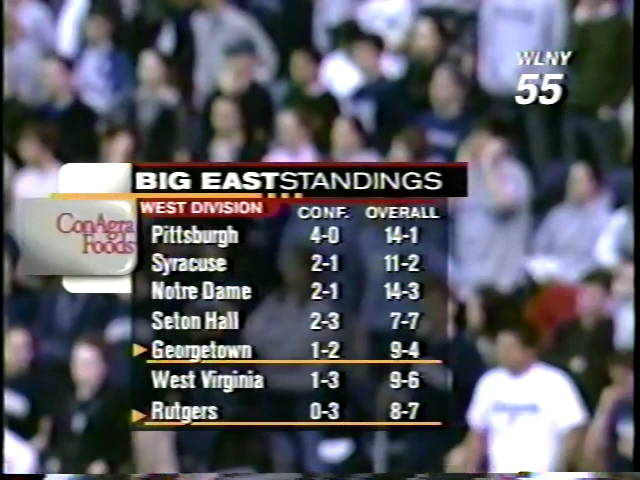 WLNY
55
BIG EAST STANDINGS
WEST DIVISION CONF. OVERALL
ConAgra
Foods
Pittsburgh 4-0 14-1
Syracuse 2-1 11-2
Notre Dame 2-1 14-3
Seton Hall 2-3 7-7
Georgetown 1-2 9-4
West Virginia 1-3 9-6
Rutgers 0-3 8-7